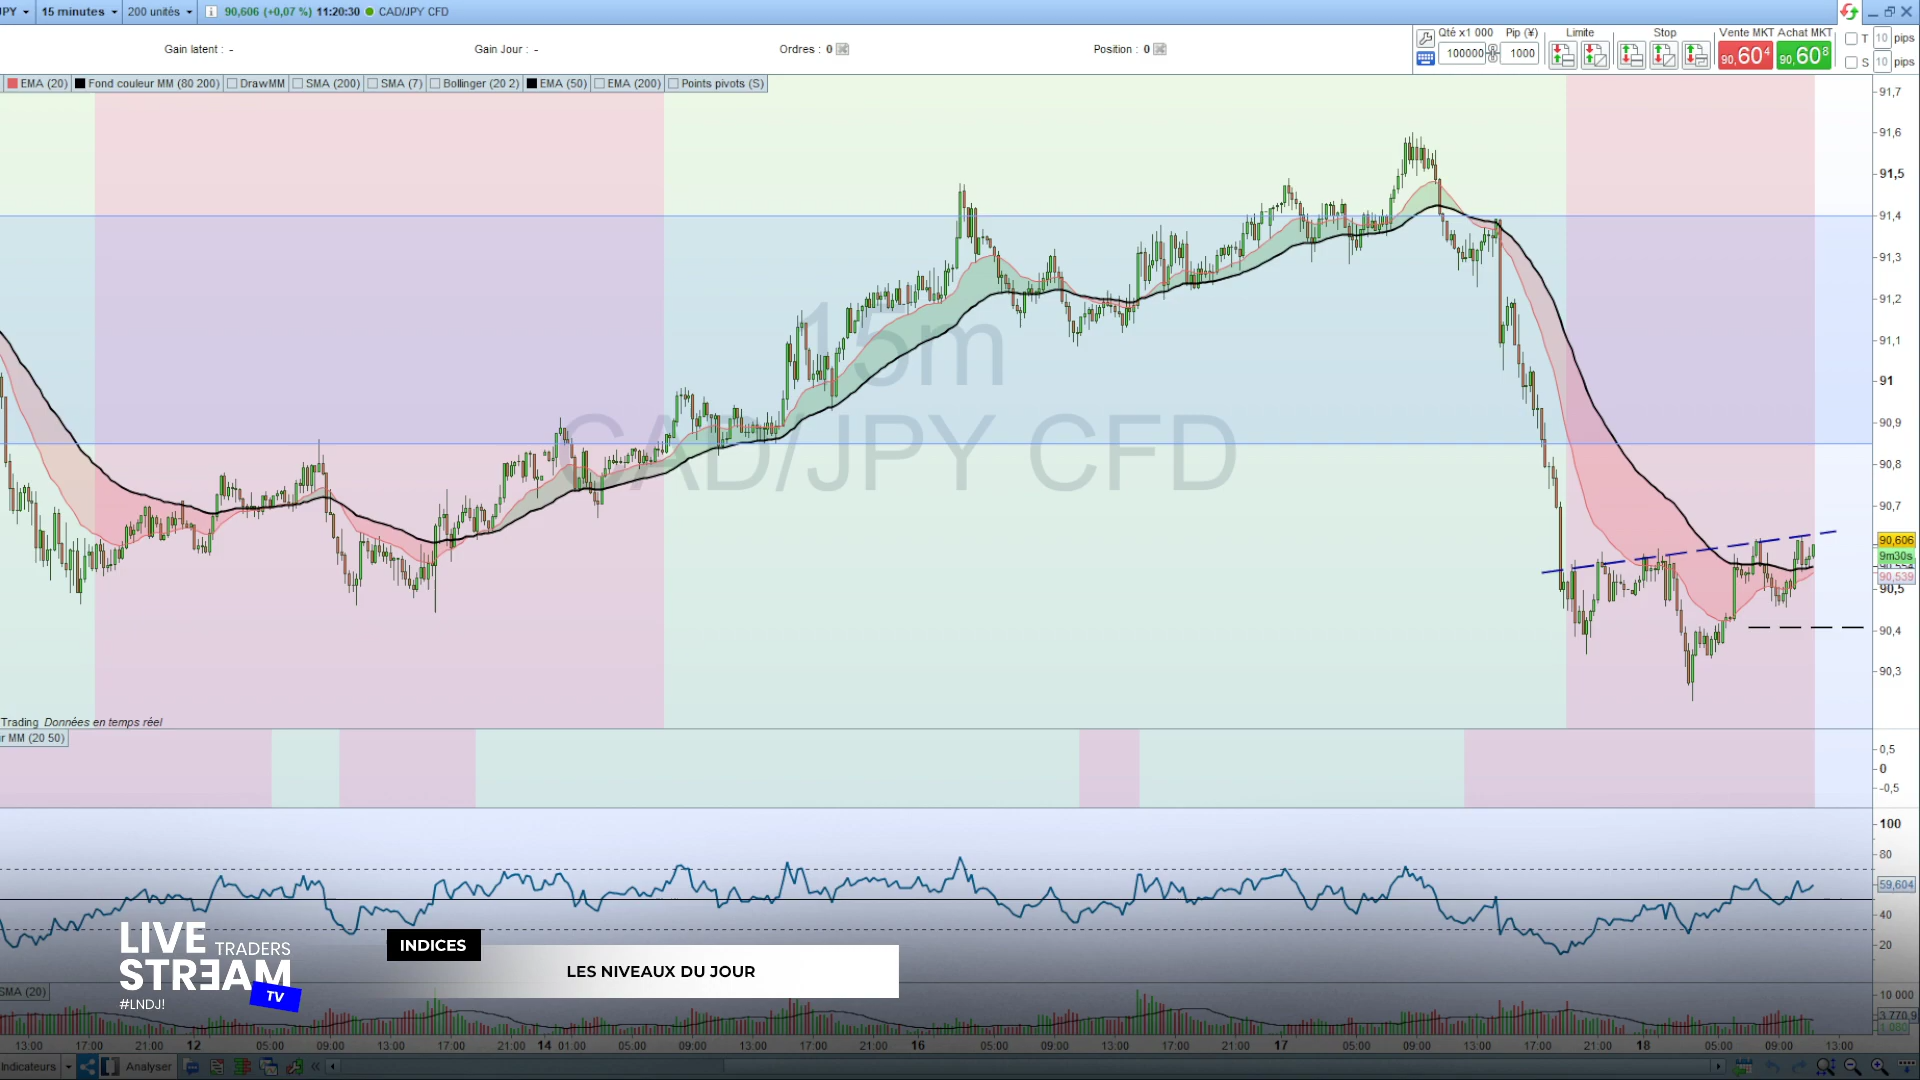 JPY 15 minutes 200 unités 90,606 (+0,07 %) 11:20:30 CAD/JPY CFD
Gain latent : - Gain Jour : - Ordres : 0 Position : 0
Qté x1 000 Pip (¥) Limite Stop Vente MKT Achat MKT T 10 pips
100000 1000 90,60⁴ 90,60⁸ S 10 pips
EMA (20) Fond couleur MM (80 200) DrawMM SMA (200) SMA (7) Bollinger (20 2) EMA (50) EMA (200) Points pivots (S)
91,7
91,6
91,5
91,4
91,3
91,2
91,1
91
90,9
90,8
90,7
90,606
9m30s
90,539
90,5
90,4
90,3
15m
CAD/JPY CFD
Trading Données en temps réel
r MM (20 50)
0,5
0
-0,5
100
80
59,604
40
20
LIVE TRADERS
STREAM
TV
#LNDJ!
INDICES
LES NIVEAUX DU JOUR
SMA (20)
10 000
3 770,9
1 080
13:00 17:00 21:00 12 05:00 09:00 13:00 17:00 21:00 14 01:00 05:00 09:00 13:00 17:00 21:00 16 05:00 09:00 13:00 17:00 21:00 17 05:00 09:00 13:00 17:00 21:00 18 05:00 09:00 13:00
Indicateurs Analyser